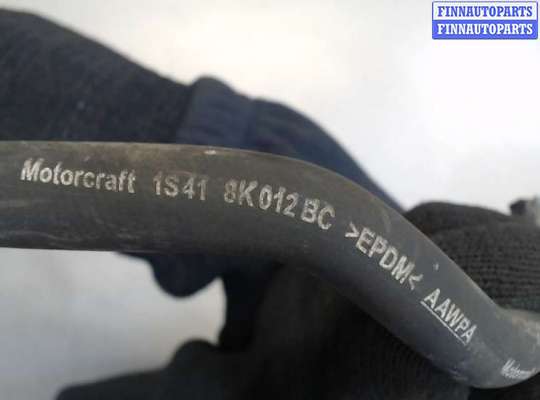 FINNAUTOPARTS
FINNAUTOPARTS
Motorcraft 1S41 8K012BC >EPDM< AAWPA